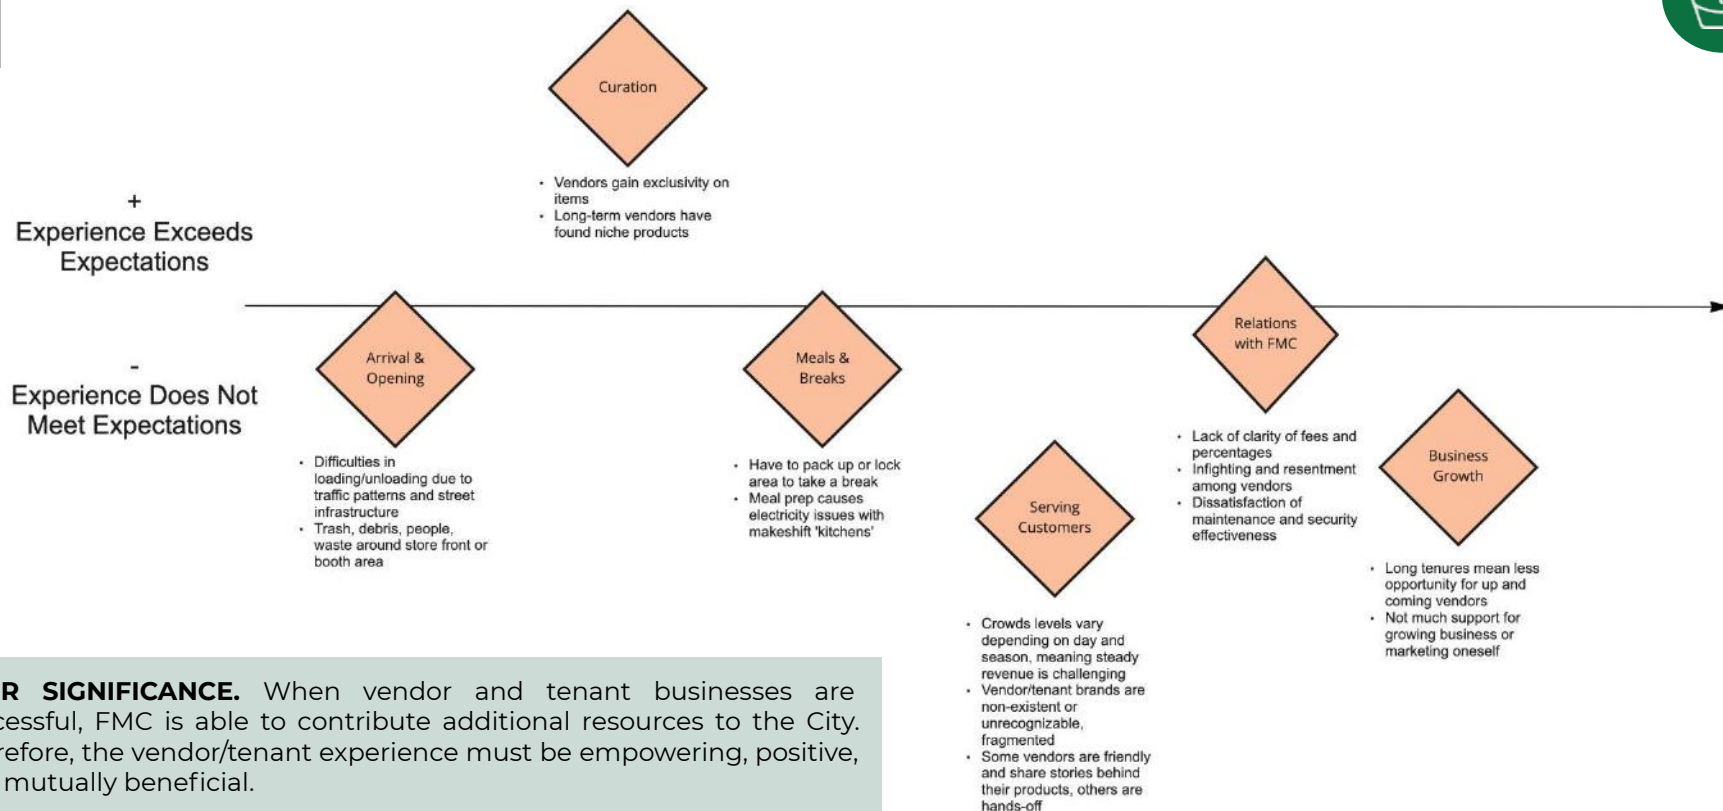 Curation
• Vendors gain exclusivity on
items
• Long-term vendors have
found niche products
+
Experience Exceeds
Expectations
-
Experience Does Not
Meet Expectations
Arrival &
Opening
• Difficulties in
loading/unloading due to
traffic patterns and street
infrastructure
• Trash, debris, people,
waste around store front or
booth area
Meals &
Breaks
• Have to pack up or lock
area to take a break
• Meal prep causes
electricity issues with
makeshift 'kitchens'
Serving
Customers
• Crowds levels vary
depending on day and
season, meaning steady
revenue is challenging
• Vendor/tenant brands are
non-existent or
unrecognizable,
fragmented
• Some vendors are friendly
and share stories behind
their products, others are
hands-off
Relations
with FMC
• Lack of clarity of fees and
percentages
• Infighting and resentment
among vendors
• Dissatisfaction of
maintenance and security
effectiveness
Business
Growth
• Long tenures mean less
opportunity for up and
coming vendors
• Not much support for
growing business or
marketing oneself
SIGNIFICANCE. When vendor and tenant businesses are
FMC is able to contribute additional resources to the City.
the vendor/tenant experience must be empowering, positive,
mutually beneficial.